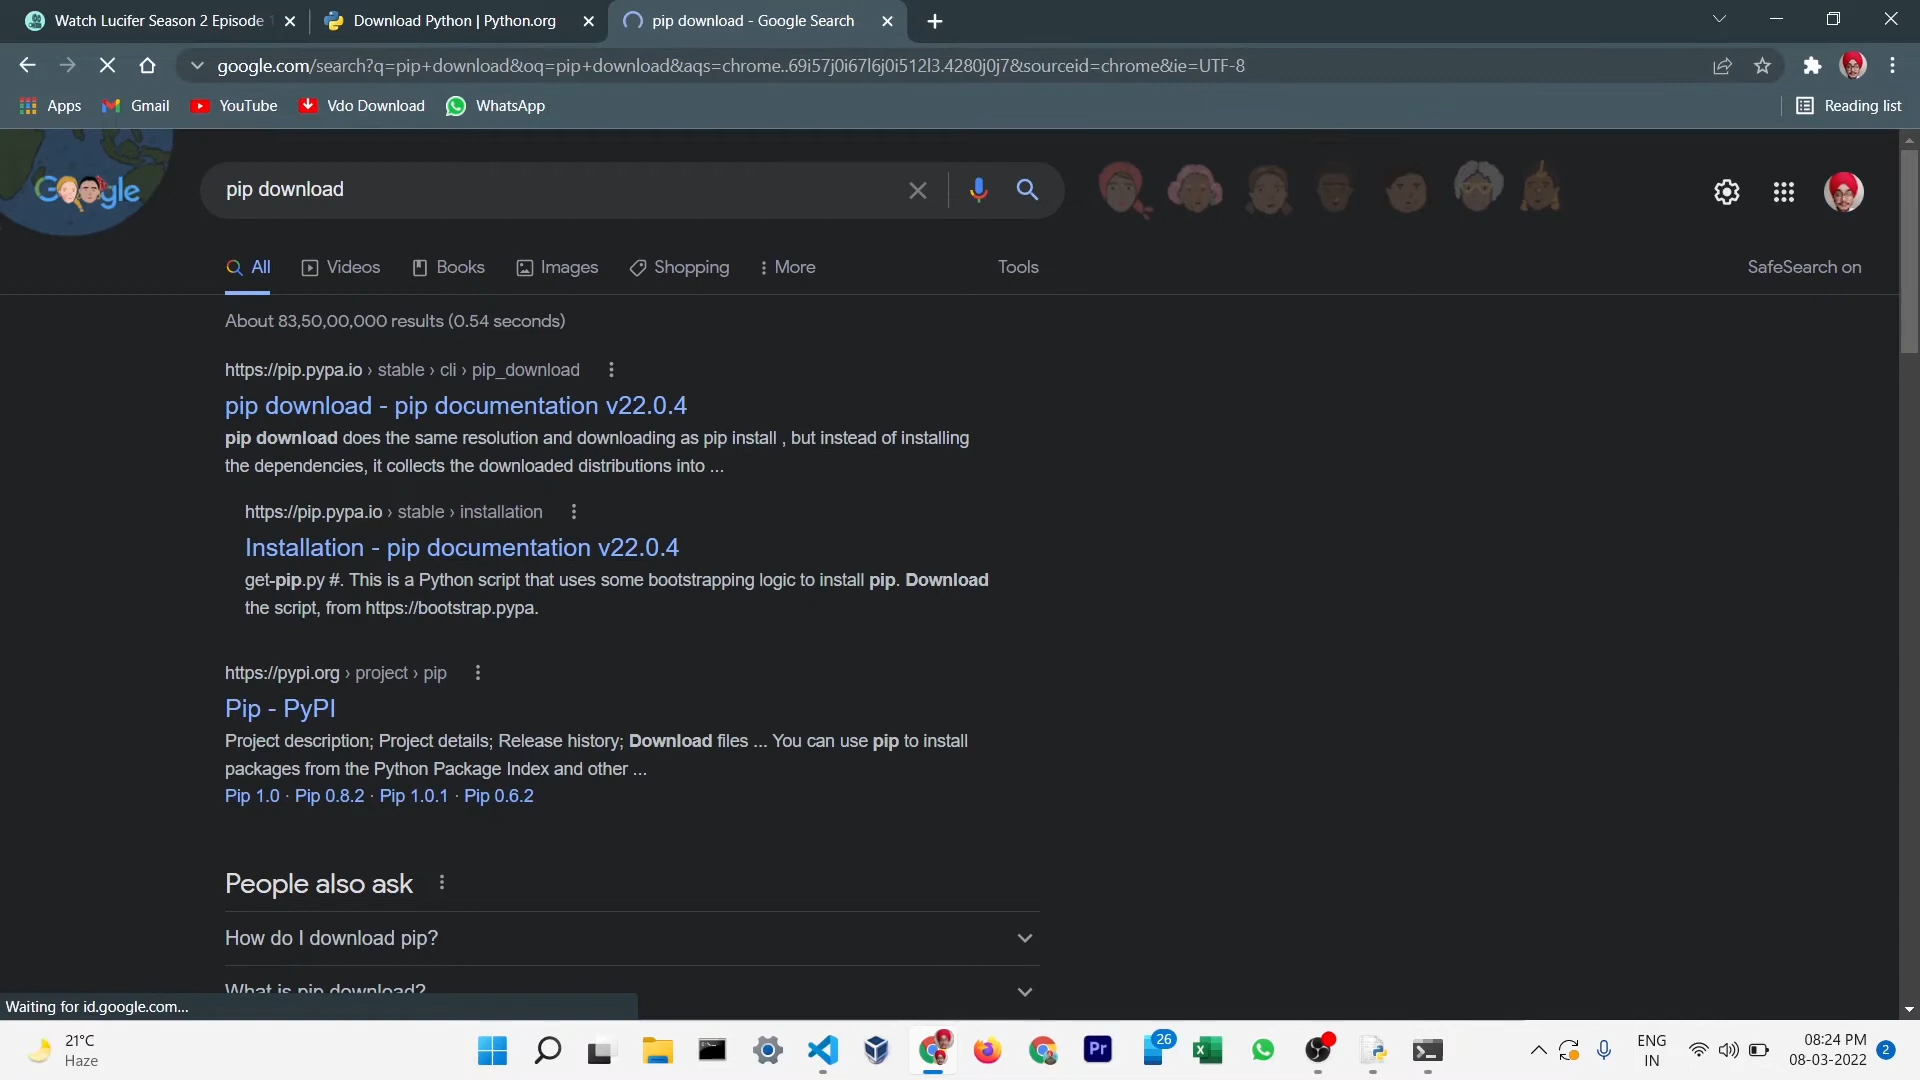 Watch Lucifer Season 2 Episode
Download Python | Python.org
pip download - Google Search
google.com/search?q=pip+download&oq=pip+download&aqs=chrome..69i57j0i67l6j0i512l3.4280j0j7&sourceid=chrome&ie=UTF-8
Apps
Gmail
YouTube
Vdo Download
WhatsApp
Reading list
Google
pip download
All
Videos
Books
Images
Shopping
More
Tools
SafeSearch on
About 83,50,00,000 results (0.54 seconds)
https://pip.pypa.io › stable › cli › pip_download
pip download - pip documentation v22.0.4
pip download does the same resolution and downloading as pip install , but instead of installing
the dependencies, it collects the downloaded distributions into ...
https://pip.pypa.io › stable › installation
Installation - pip documentation v22.0.4
get-pip.py #. This is a Python script that uses some bootstrapping logic to install pip. Download
the script, from https://bootstrap.pypa.
https://pypi.org › project › pip
Pip - PyPI
Project description; Project details; Release history; Download files ... You can use pip to install
packages from the Python Package Index and other ...
Pip 1.0 · Pip 0.8.2 · Pip 1.0.1 · Pip 0.6.2
People also ask
How do I download pip?
What is pip download?
Waiting for id.google.com...
21°C
Haze
Pr
26
ENG
IN
08:24 PM
08-03-2022
2